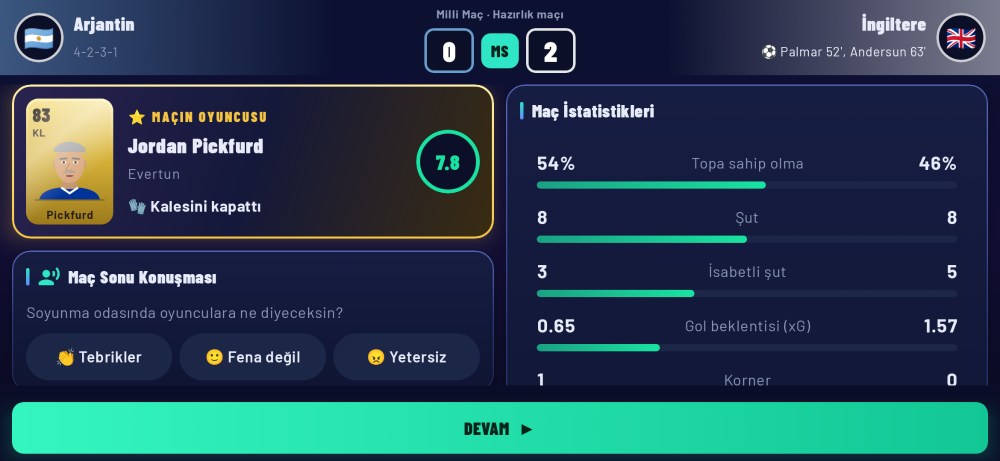 Arjantin
4-2-3-1
Milli Maç · Hazırlık maçı
0 MS 2
İngiltere
⚽ Palmar 52', Andersun 63'
83
KL
Pickfurd
⭐ MAÇIN OYUNCUSU
Jordan Pickfurd
Evertun
🧤 Kalesini kapattı
7.8
Maç Sonu Konuşması
Soyunma odasında oyunculara ne diyeceksin?
👏 Tebrikler 🙂 Fena değil 😠 Yetersiz
Maç İstatistikleri
54% Topa sahip olma 46%
8 Şut 8
3 İsabetli şut 5
0.65 Gol beklentisi (xG) 1.57
1 Korner 0
DEVAM ►